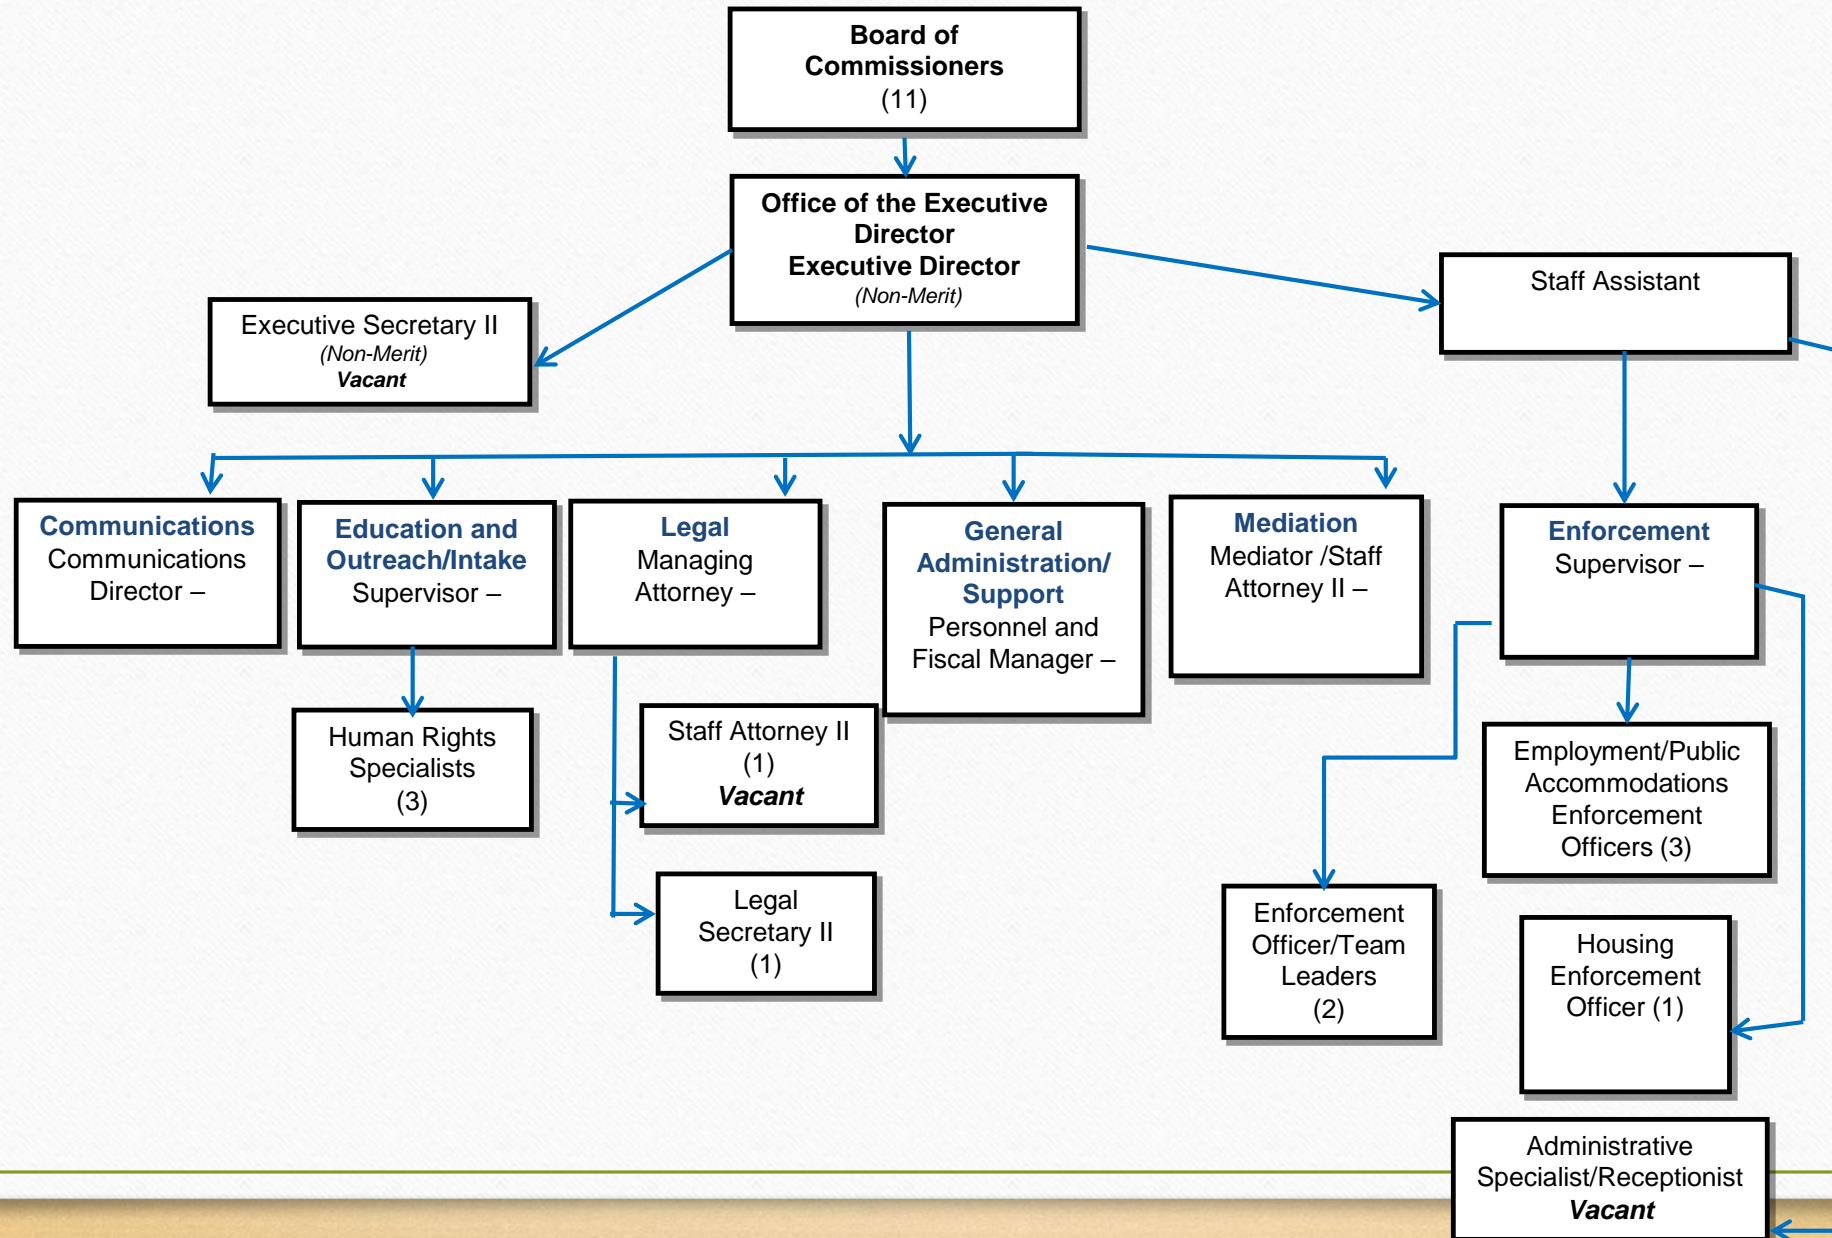 Board of
Commissioners
(11)
Office of the Executive
Director
Executive Director
(Non-Merit)
Executive Secretary II
(Non-Merit)
Vacant
Staff Assistant
Communications
Communications
Director –
Education and
Outreach/Intake
Supervisor –
Legal
Managing
Attorney –
General
Administration/
Support
Personnel and
Fiscal Manager –
Mediation
Mediator /Staff
Attorney II –
Enforcement
Supervisor –
Human Rights
Specialists
(3)
Staff Attorney II
(1)
Vacant
Legal
Secretary II
(1)
Employment/Public
Accommodations
Enforcement
Officers (3)
Enforcement
Officer/Team
Leaders
(2)
Housing
Enforcement
Officer (1)
Administrative
Specialist/Receptionist
Vacant